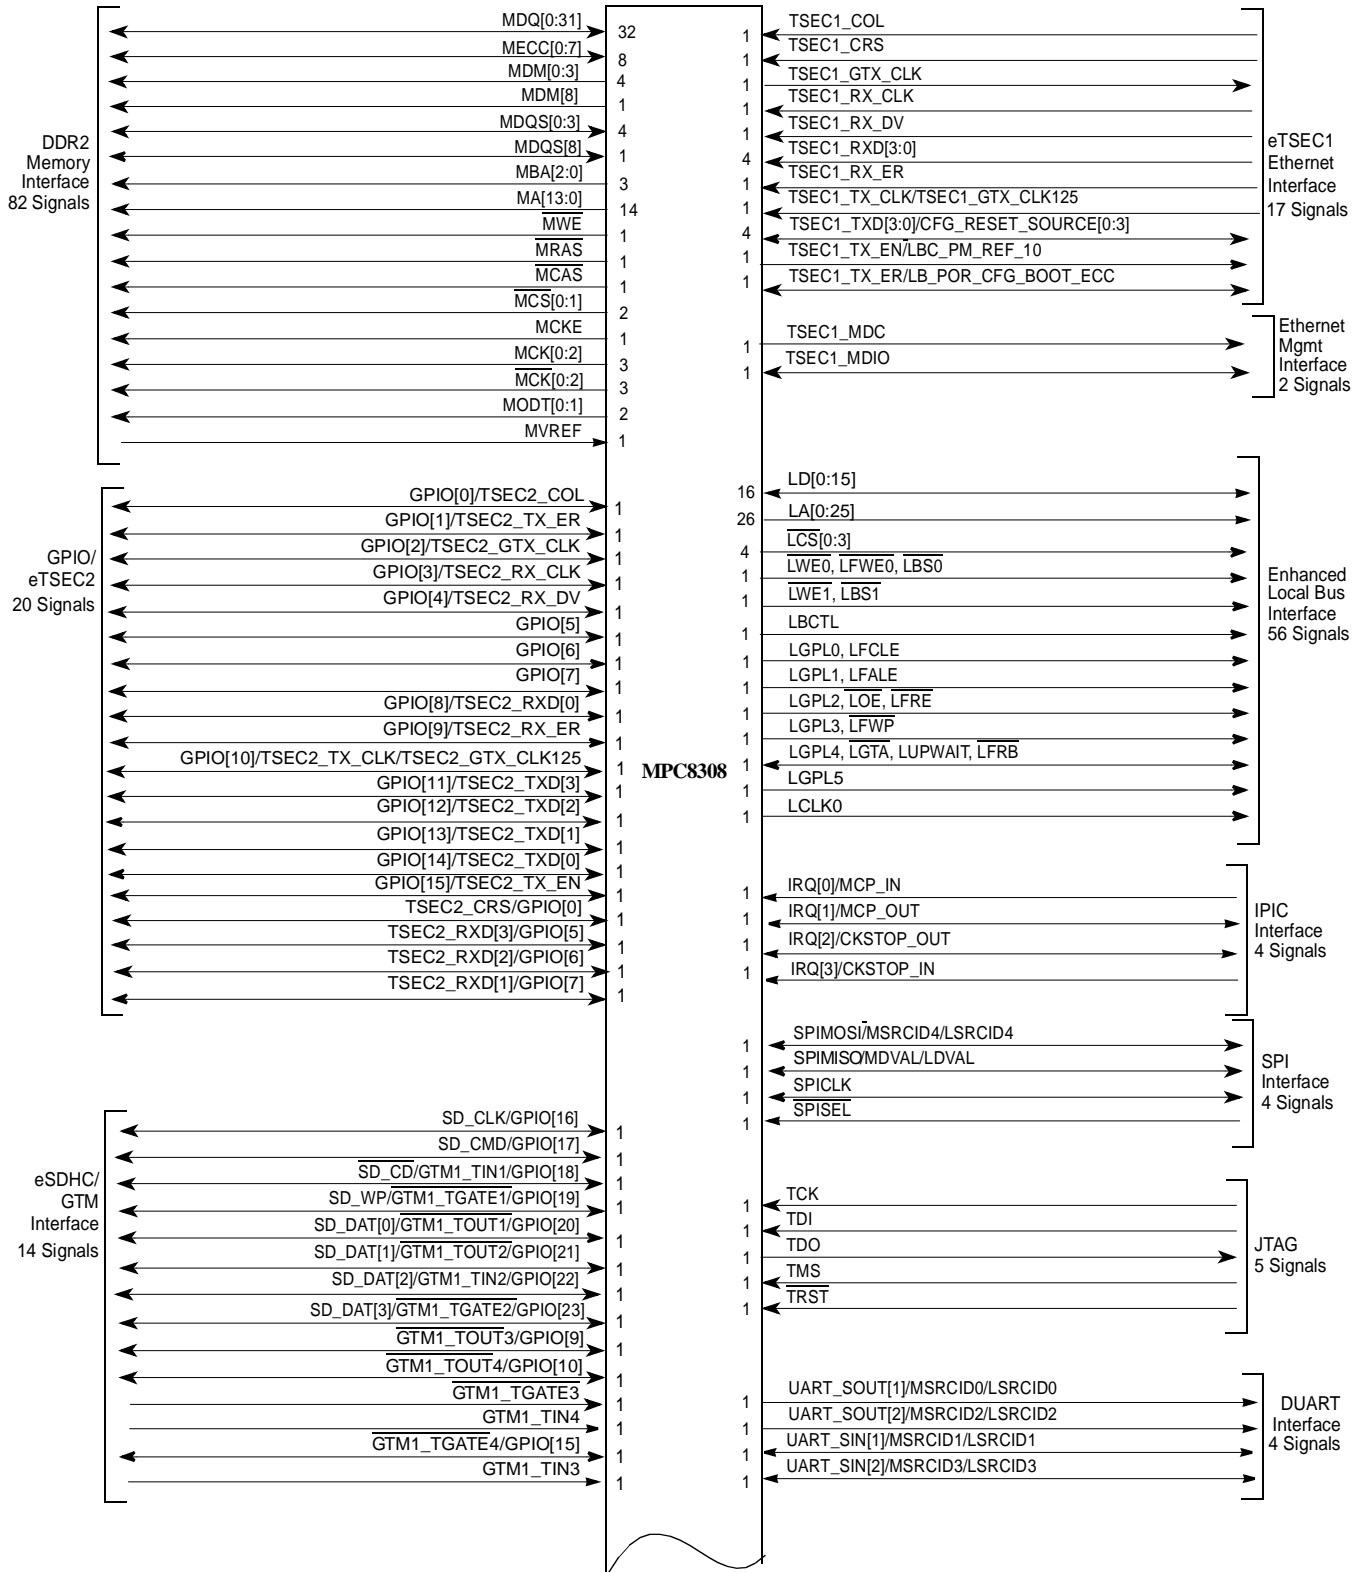 DDR2
Memory
Interface
82 Signals
MDQ[0:31] 32
MECC[0:7] 8
MDM[0:3] 4
MDM[8] 1
MDQS[0:3] 4
MDQS[8] 1
MBA[2:0] 3
MA[13:0] 14
MWE 1
MRAS 1
MCAS 1
MCS[0:1] 2
MCKE 1
MCK[0:2] 3
MCK[0:2] 3
MODT[0:1] 2
MVREF 1
GPIO/
eTSEC2
20 Signals
GPIO[0]/TSEC2_COL 1
GPIO[1]/TSEC2_TX_ER 1
GPIO[2]/TSEC2_GTX_CLK 1
GPIO[3]/TSEC2_RX_CLK 1
GPIO[4]/TSEC2_RX_DV 1
GPIO[5] 1
GPIO[6] 1
GPIO[7] 1
GPIO[8]/TSEC2_RXD[0] 1
GPIO[9]/TSEC2_RX_ER 1
GPIO[10]/TSEC2_TX_CLK/TSEC2_GTX_CLK125 1
GPIO[11]/TSEC2_TXD[3] 1
GPIO[12]/TSEC2_TXD[2] 1
GPIO[13]/TSEC2_TXD[1] 1
GPIO[14]/TSEC2_TXD[0] 1
GPIO[15]/TSEC2_TX_EN 1
TSEC2_CRS/GPIO[0] 1
TSEC2_RXD[3]/GPIO[5] 1
TSEC2_RXD[2]/GPIO[6] 1
TSEC2_RXD[1]/GPIO[7] 1
eSDHC/
GTM
Interface
14 Signals
SD_CLK/GPIO[16] 1
SD_CMD/GPIO[17] 1
SD_CD/GTM1_TIN1/GPIO[18] 1
SD_WP/GTM1_TGATE1/GPIO[19] 1
SD_DAT[0]/GTM1_TOUT1/GPIO[20] 1
SD_DAT[1]/GTM1_TOUT2/GPIO[21] 1
SD_DAT[2]/GTM1_TIN2/GPIO[22] 1
SD_DAT[3]/GTM1_TGATE2/GPIO[23] 1
GTM1_TOUT3/GPIO[9] 1
GTM1_TOUT4/GPIO[10] 1
GTM1_TGATE3 1
GTM1_TIN4 1
GTM1_TGATE4/GPIO[15] 1
GTM1_TIN3 1
MPC8308
1 TSEC1_COL
1 TSEC1_CRS
1 TSEC1_GTX_CLK
1 TSEC1_RX_CLK
1 TSEC1_RX_DV
4 TSEC1_RXD[3:0]
1 TSEC1_RX_ER
1 TSEC1_TX_CLK/TSEC1_GTX_CLK125
4 TSEC1_TXD[3:0]/CFG_RESET_SOURCE[0:3]
1 TSEC1_TX_EN/LBC_PM_REF_10
1 TSEC1_TX_ER/LB_POR_CFG_BOOT_ECC
eTSEC1
Ethernet
Interface
17 Signals
1 TSEC1_MDC
1 TSEC1_MDIO
Ethernet
Mgmt
Interface
2 Signals
16 LD[0:15]
26 LA[0:25]
4 LCS[0:3]
1 LWE0, LFWE0, LBS0
1 LWE1, LBS1
1 LBCTL
1 LGPL0, LFCLE
1 LGPL1, LFALE
1 LGPL2, LOE, LFRE
1 LGPL3, LFWP
1 LGPL4, LGTA, LUPWAIT, LFRB
1 LGPL5
1 LCLK0
Enhanced
Local Bus
Interface
56 Signals
1 IRQ[0]/MCP_IN
1 IRQ[1]/MCP_OUT
1 IRQ[2]/CKSTOP_OUT
1 IRQ[3]/CKSTOP_IN
IPIC
Interface
4 Signals
1 SPIMOSI/MSRCID4/LSRCID4
1 SPIMISO/MDVAL/LDVAL
1 SPICLK
1 SPISEL
SPI
Interface
4 Signals
1 TCK
1 TDI
1 TDO
1 TMS
1 TRST
JTAG
5 Signals
1 UART_SOUT[1]/MSRCID0/LSRCID0
1 UART_SOUT[2]/MSRCID2/LSRCID2
1 UART_SIN[1]/MSRCID1/LSRCID1
1 UART_SIN[2]/MSRCID3/LSRCID3
DUART
Interface
4 Signals